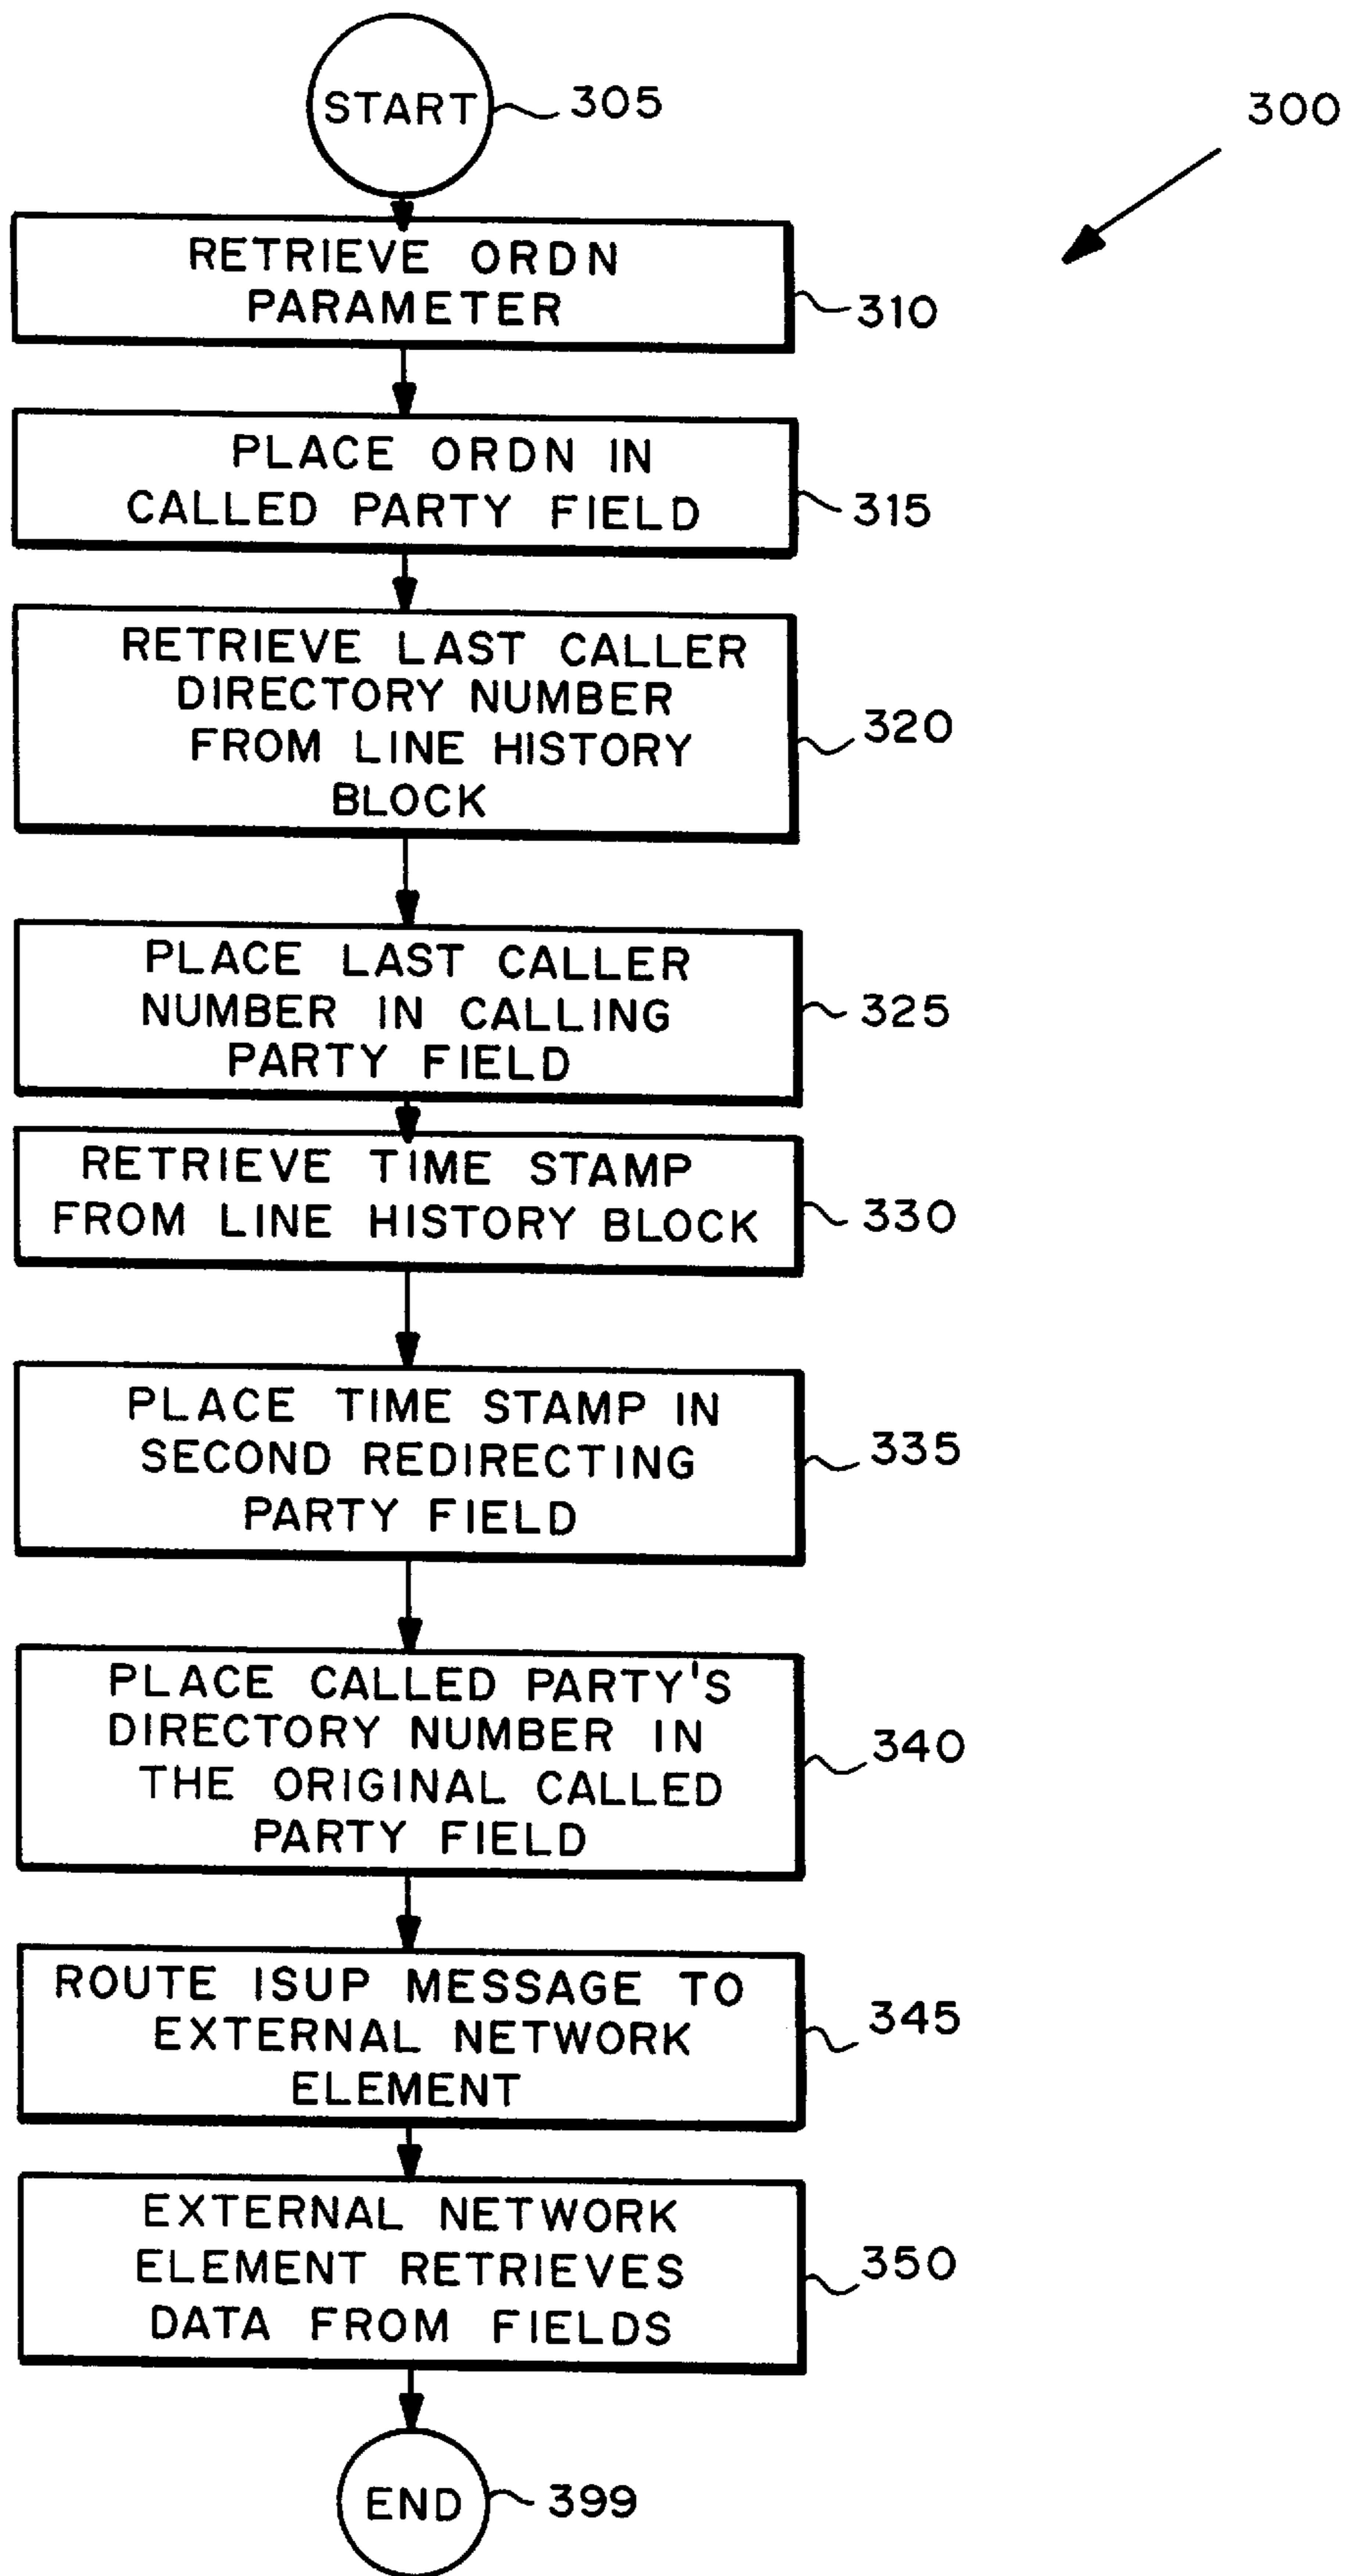 START
305
300
RETRIEVE ORDN
PARAMETER
310
PLACE ORDN IN
CALLED PARTY FIELD
315
RETRIEVE LAST CALLER
DIRECTORY NUMBER
FROM LINE HISTORY
BLOCK
320
PLACE LAST CALLER
NUMBER IN CALLING
PARTY FIELD
325
RETRIEVE TIME STAMP
FROM LINE HISTORY BLOCK
330
PLACE TIME STAMP IN
SECOND REDIRECTING
PARTY FIELD
335
PLACE CALLED PARTY'S
DIRECTORY NUMBER IN
THE ORIGINAL CALLED
PARTY FIELD
340
ROUTE ISUP MESSAGE TO
EXTERNAL NETWORK
ELEMENT
345
EXTERNAL NETWORK
ELEMENT RETRIEVES
DATA FROM FIELDS
350
END
399